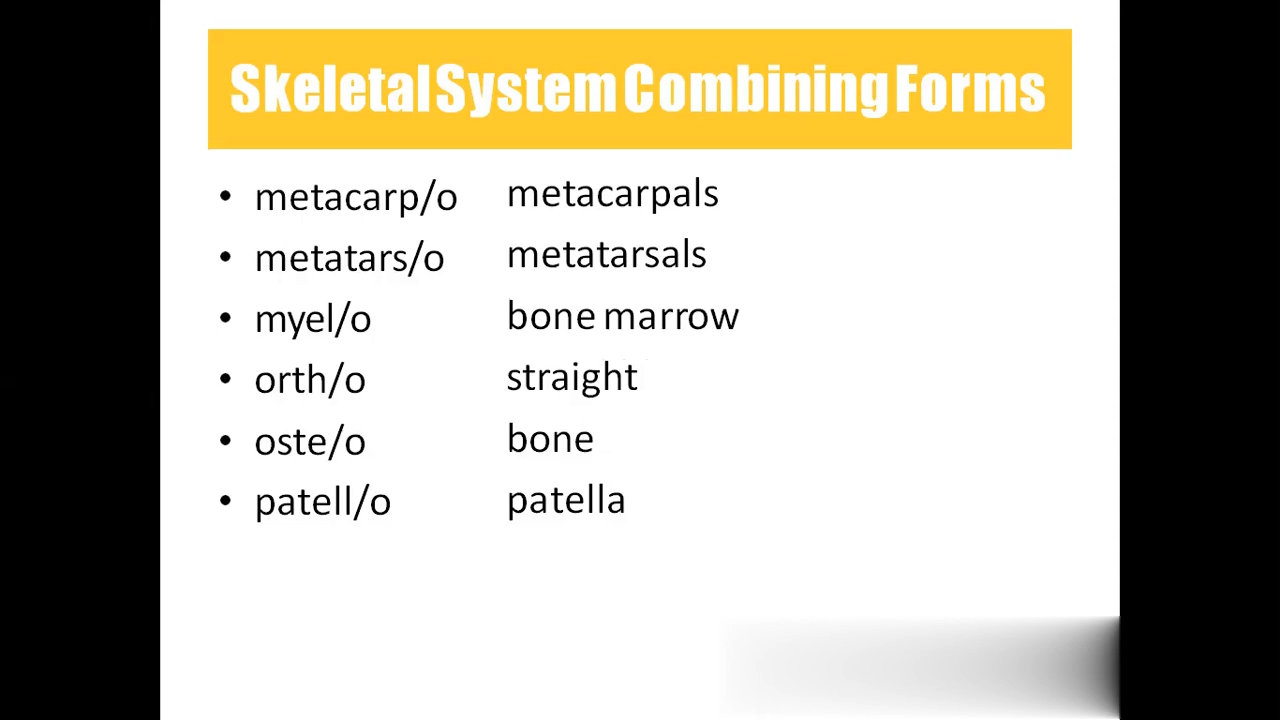 Skeletal System Combining Forms
• metacarp/o metacarpals
• metatars/o metatarsals
• myel/o bone marrow
• orth/o straight
• oste/o bone
• patell/o patella